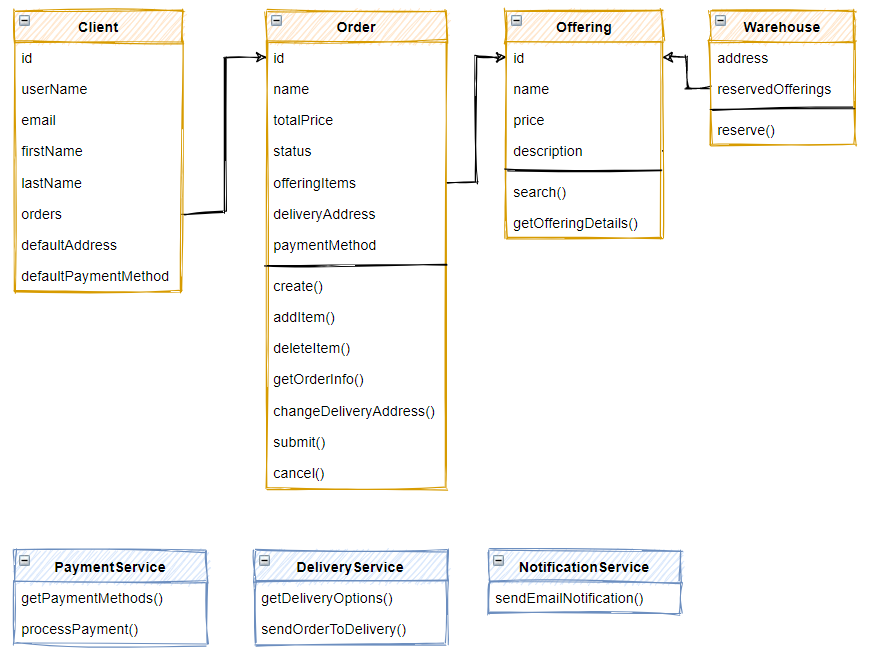 Client
id
userName
email
firstName
lastName
orders
defaultAddress
defaultPaymentMethod
Order
id
name
totalPrice
status
offeringItems
deliveryAddress
paymentMethod
create()
addItem()
deleteItem()
getOrderInfo()
changeDeliveryAddress()
submit()
cancel()
Offering
id
name
price
description
search()
getOfferingDetails()
Warehouse
address
reservedOfferings
reserve()
PaymentService
getPaymentMethods()
processPayment()
DeliveryService
getDeliveryOptions()
sendOrderToDelivery()
NotificationService
sendEmailNotification()